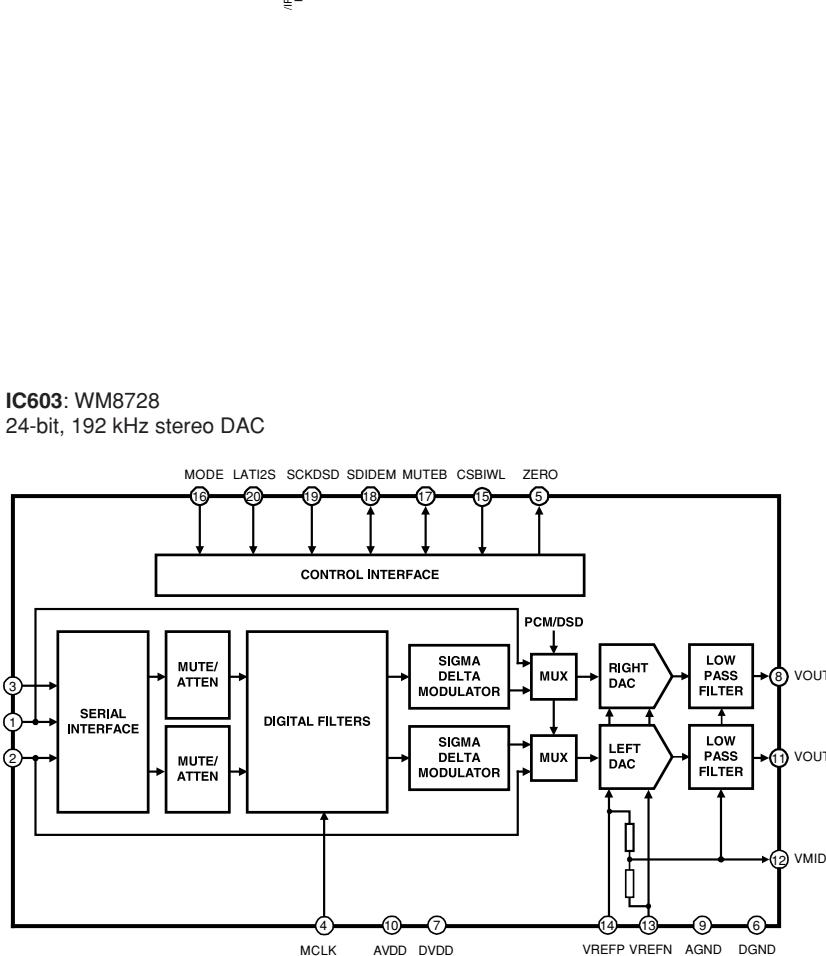 IC603: WM8728
24-bit, 192 kHz stereo DAC
MODE LATI2S SCKDSD SDIDEM MUTEB CSBIWL ZERO
16 20 19 18 17 15 5
CONTROL INTERFACE
PCM/DSD
3
1
2
SERIAL
INTERFACE
MUTE/
ATTEN
MUTE/
ATTEN
DIGITAL FILTERS
SIGMA
DELTA
MODULATOR
SIGMA
DELTA
MODULATOR
MUX
MUX
RIGHT
DAC
LEFT
DAC
LOW
PASS
FILTER
LOW
PASS
FILTER
8 VOUT
11 VOUT
12 VMID
4 10 7 14 13 9 6
MCLK AVDD DVDD VREFP VREFN AGND DGND